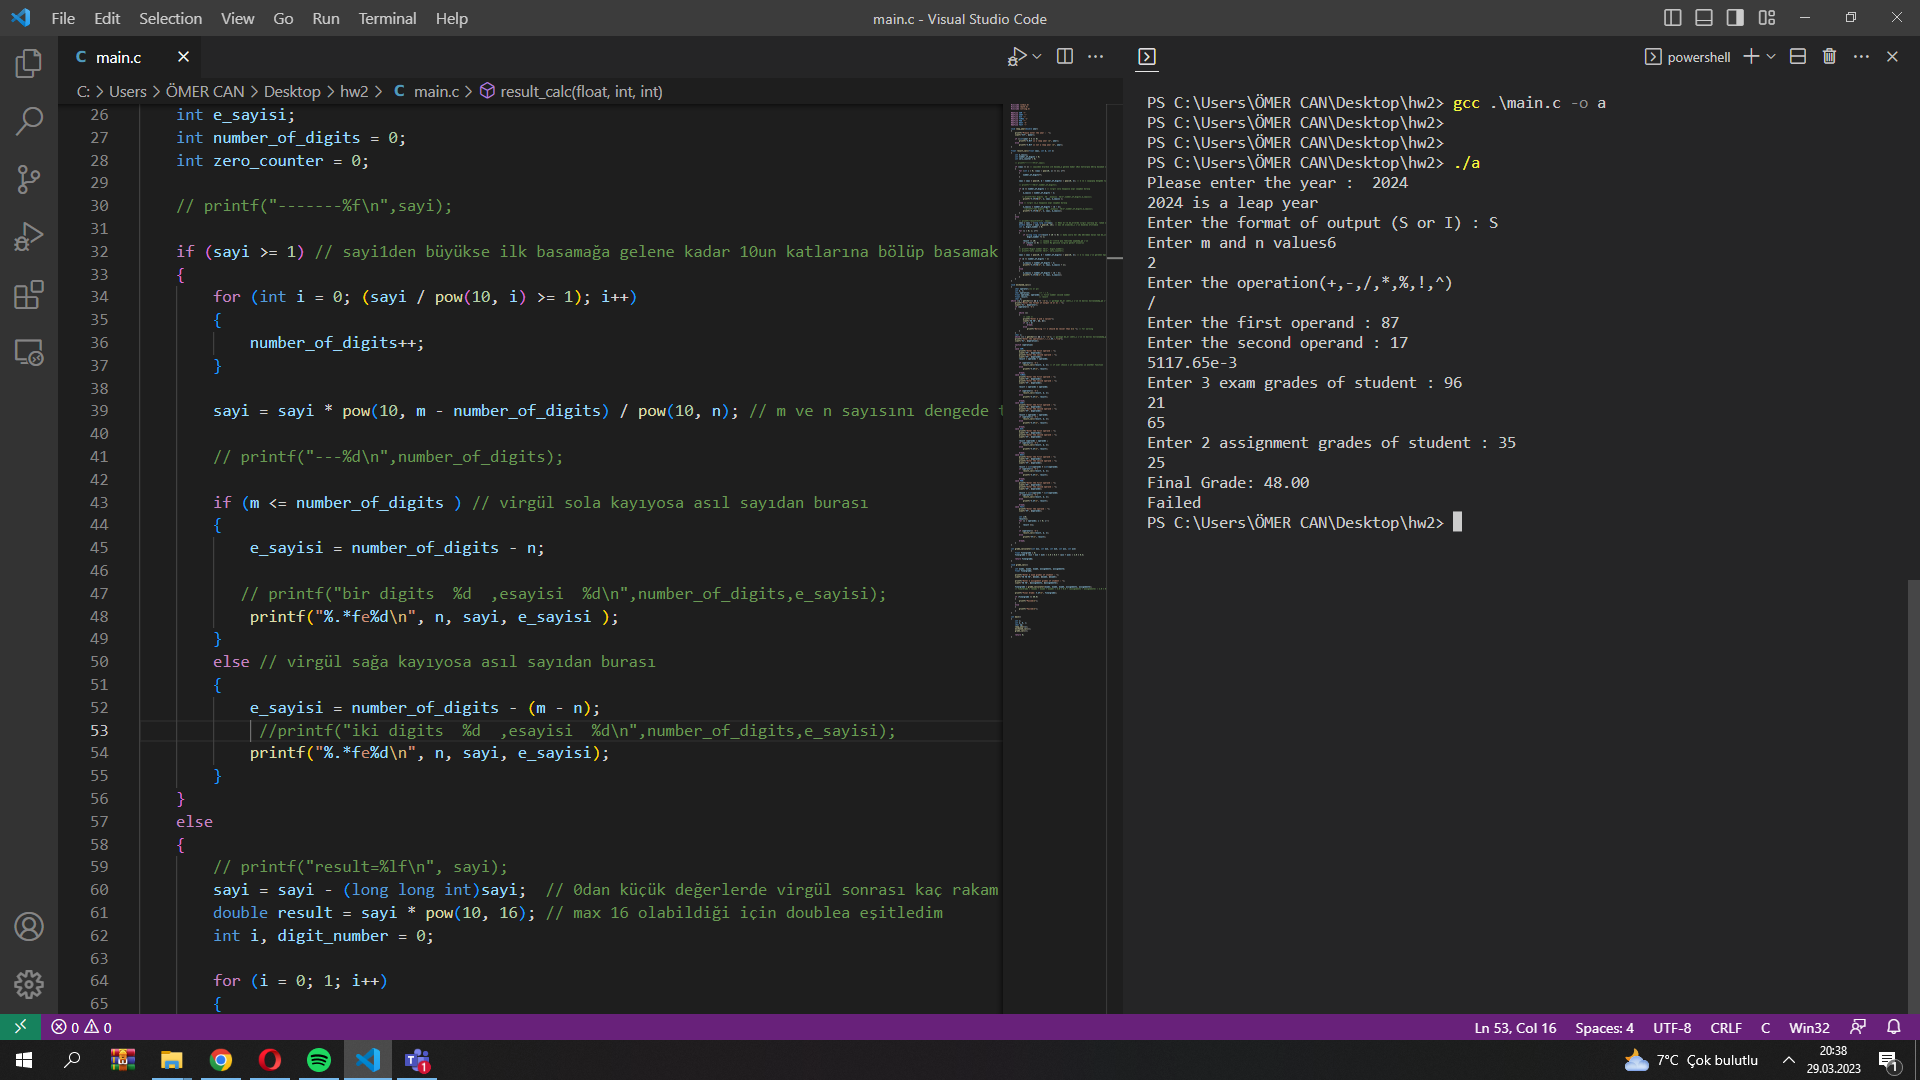 File Edit Selection View Go Run Terminal Help
main.c - Visual Studio Code
C main.c
powershell
C: > Users > ÖMER CAN > Desktop > hw2 > C main.c > result_calc(float, int, int)
26 int e_sayisi;
27 int number_of_digits = 0;
28 int zero_counter = 0;
29
30 // printf("-------%f\n",sayi);
31
32 if (sayi >= 1) // sayi1den büyükse ilk basamağa gelene kadar 10un katlarına bölüp basamak
33 {
34 for (int i = 0; (sayi / pow(10, i) >= 1); i++)
35 {
36 number_of_digits++;
37 }
38
39 sayi = sayi * pow(10, m - number_of_digits) / pow(10, n); // m ve n sayısını dengede
40
41 // printf("---%d\n",number_of_digits);
42
43 if (m <= number_of_digits ) // virgül sola kayıyosa asıl sayıdan burası
44 {
45 e_sayisi = number_of_digits - n;
46
47 // printf("bir digits  %d  ,esayisi  %d\n",number_of_digits,e_sayisi);
48 printf("%.*fe%d\n", n, sayi, e_sayisi );
49 }
50 else // virgül sağa kayıyosa asıl sayıdan burası
51 {
52 e_sayisi = number_of_digits - (m - n);
53 //printf("iki digits  %d  ,esayisi  %d\n",number_of_digits,e_sayisi);
54 printf("%.*fe%d\n", n, sayi, e_sayisi);
55 }
56 }
57 else
58 {
59 // printf("result=%lf\n", sayi);
60 sayi = sayi - (long long int)sayi;  // 0dan küçük değerlerde virgül sonrası kaç rakam
61 double result = sayi * pow(10, 16); // max 16 olabildiği için doublea eşitledim
62 int i, digit_number = 0;
63
64 for (i = 0; 1; i++)
65 {
PS C:\Users\ÖMER CAN\Desktop\hw2> gcc .\main.c -o a
PS C:\Users\ÖMER CAN\Desktop\hw2>
PS C:\Users\ÖMER CAN\Desktop\hw2>
PS C:\Users\ÖMER CAN\Desktop\hw2> ./a
Please enter the year :  2024
2024 is a leap year
Enter the format of output (S or I) : S
Enter m and n values6
2
Enter the operation(+,-,/,*,%,!,^)
/
Enter the first operand : 87
Enter the second operand : 17
5117.65e-3
Enter 3 exam grades of student : 96
21
65
Enter 2 assignment grades of student : 35
25
Final Grade: 48.00
Failed
PS C:\Users\ÖMER CAN\Desktop\hw2>
0 0
Ln 53, Col 16 Spaces: 4 UTF-8 CRLF C Win32
7°C Çok bulutlu
20:38
29.03.2023
1
1